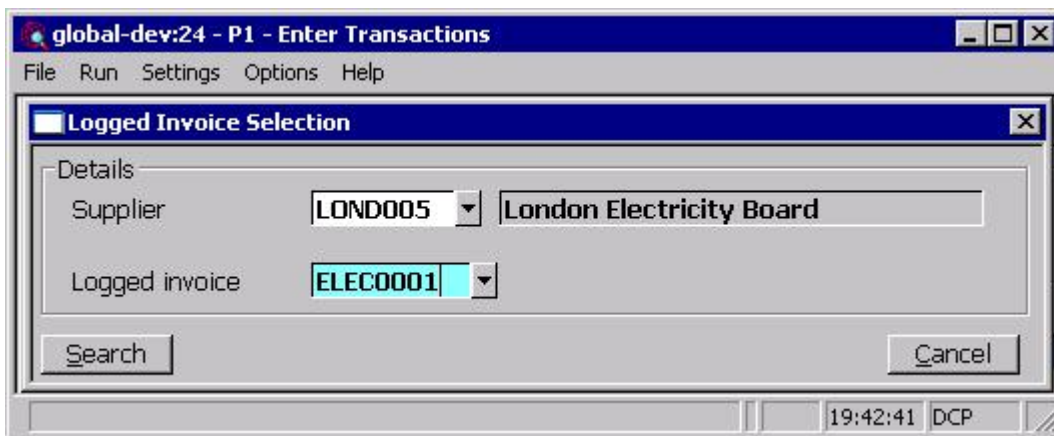 global-dev:24 - P1 - Enter Transactions
File Run Settings Options Help
Logged Invoice Selection
Details
Supplier LOND005 London Electricity Board
Logged invoice ELEC0001
Search Cancel
19:42:41 DCP